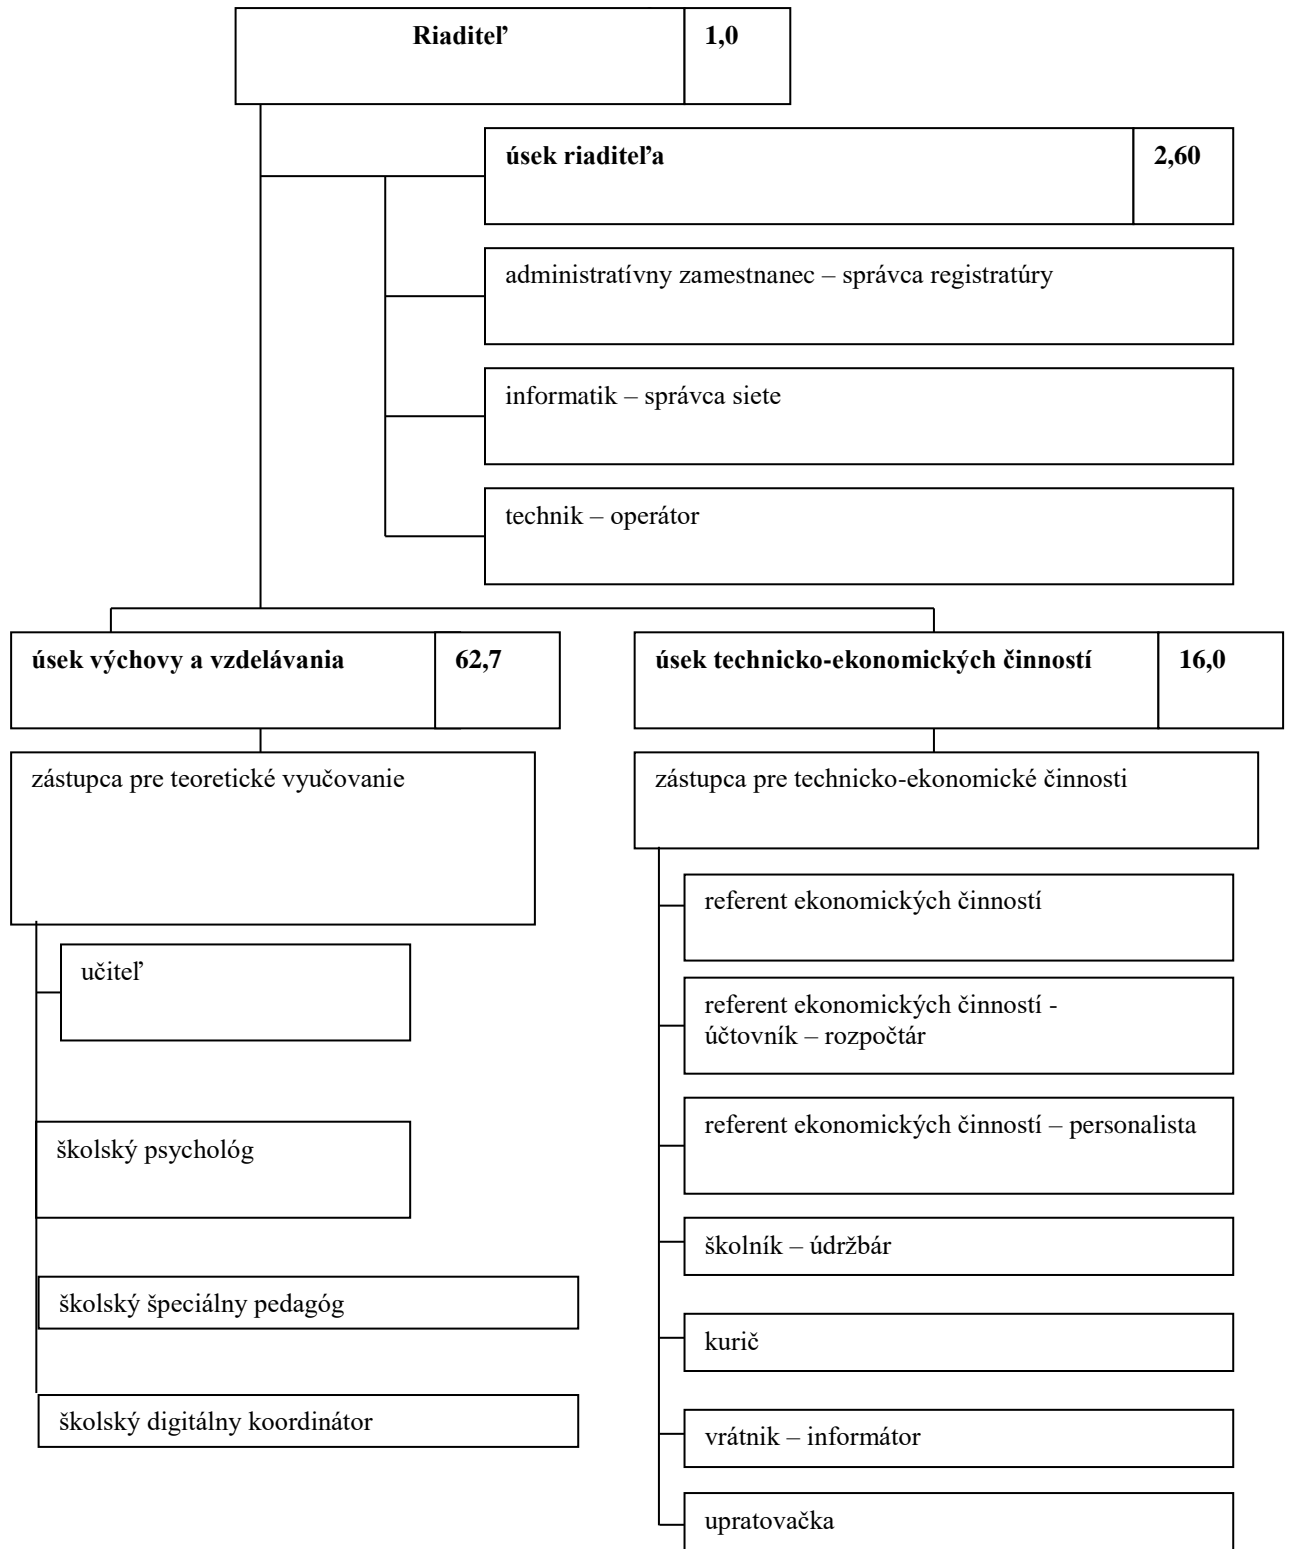 Riaditeľ 1,0
úsek riaditeľa 2,60
administratívny zamestnanec – správca registratúry
informatik – správca siete
technik – operátor
úsek výchovy a vzdelávania 62,7
úsek technicko-ekonomických činností 16,0
zástupca pre teoretické vyučovanie
učiteľ
školský psychológ
školský špeciálny pedagóg
školský digitálny koordinátor
zástupca pre technicko-ekonomické činnosti
referent ekonomických činností
referent ekonomických činností -
účtovník – rozpočtár
referent ekonomických činností – personalista
školník – údržbár
kurič
vrátnik – informátor
upratovačka